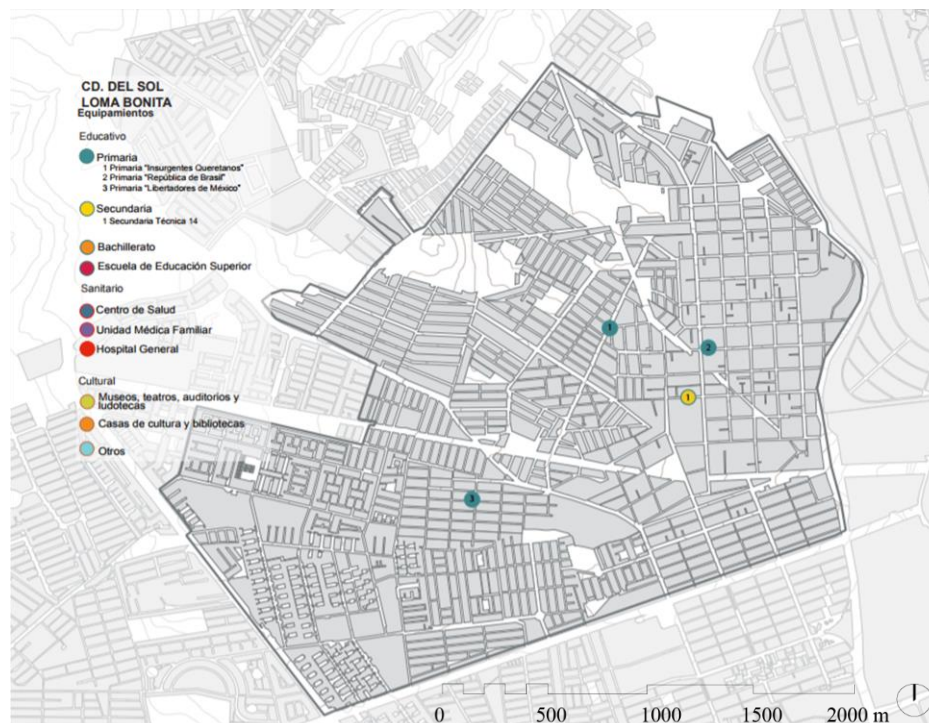 CD. DEL SOL
LOMA BONITA
Equipamientos
Educativo
Primaria
1 Primaria "Insurgentes Queretanos"
2 Primaria "República de Brasil"
3 Primaria "Libertadores de México"
Secundaria
1 Secundaria Técnica 14
Bachillerato
Escuela de Educación Superior
Sanitario
Centro de Salud
Unidad Médica Familiar
Hospital General
Cultural
Museos, teatros, auditorios y
ludotecas
Casas de cultura y bibliotecas
Otros
1
2
1
3
0 500 1000 1500 2000 m